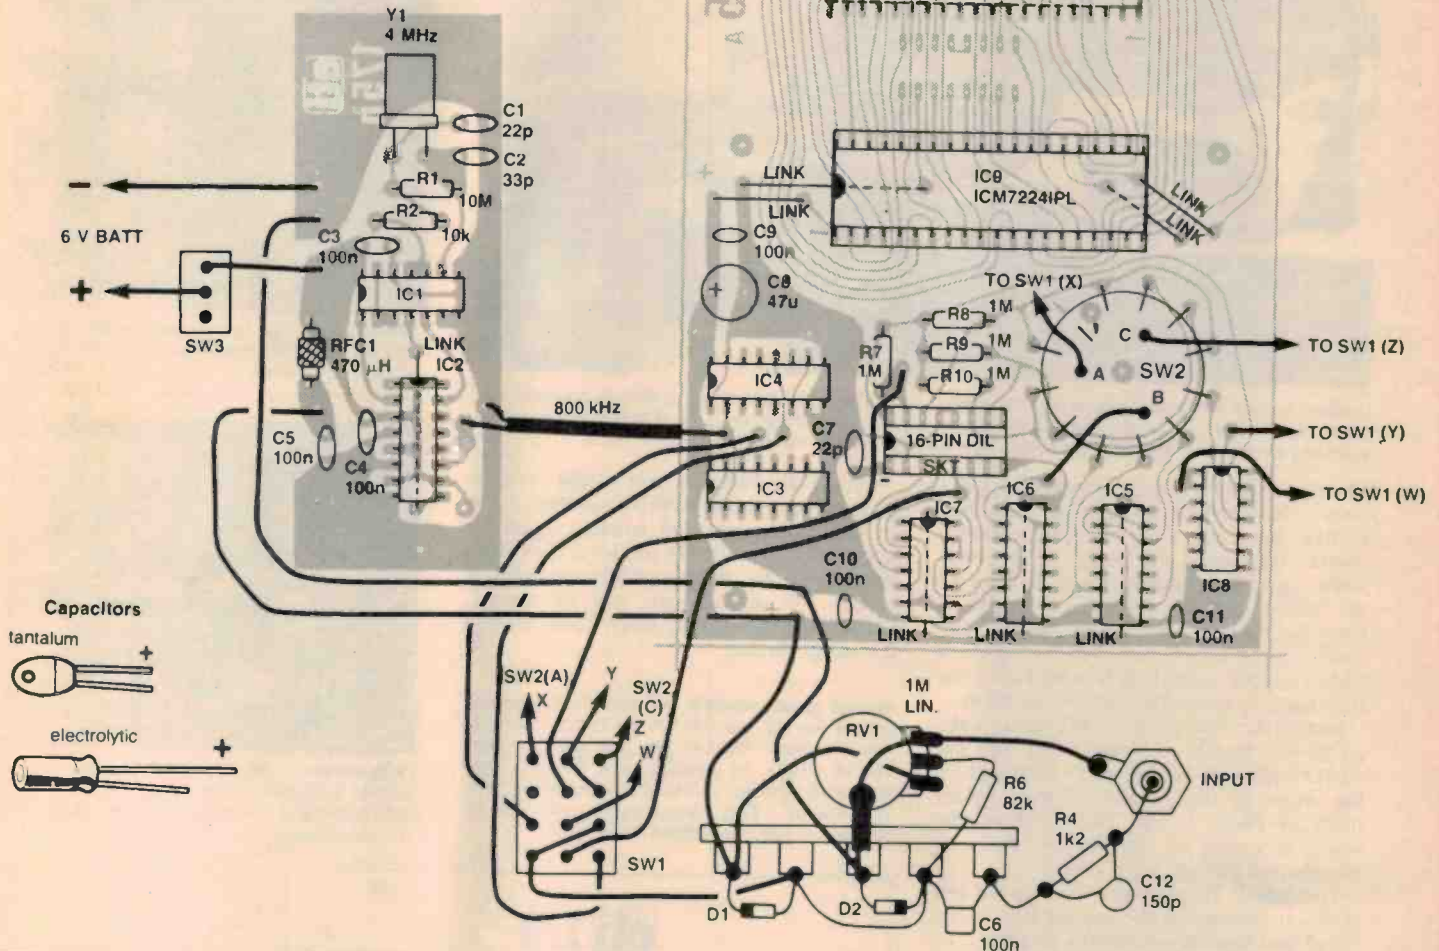 Y1
4 MHz
C1
22p
C2
33p
R1
10M
R2
10k
C3
100n
IC1
−
6 V BATT
+
SW3
RFC1
470 μH
LINK
IC2
C5
100n
C4
100n
800 kHz
LINK
LINK
IC9
ICM7224IPL
LINK
LINK
C9
100n
C8
47u
+
TO SW1 (X)
R8
1M
R9
1M
R10
1M
R7
1M
IC4
IC3
C7
22p
16-PIN DIL
SKT
C
A
SW2
B
TO SW1 (Z)
TO SW1 (Y)
TO SW1 (W)
IC7
IC6
IC5
IC8
C10
100n
LINK
LINK
LINK
C11
100n
Capacitors
tantalum
+
electrolytic
+
SW2(A)
X
Y
SW2
(C)
Z
W
SW1
1M
LIN.
RV1
R6
82k
INPUT
R4
1k2
C12
150p
D1
D2
C6
100n